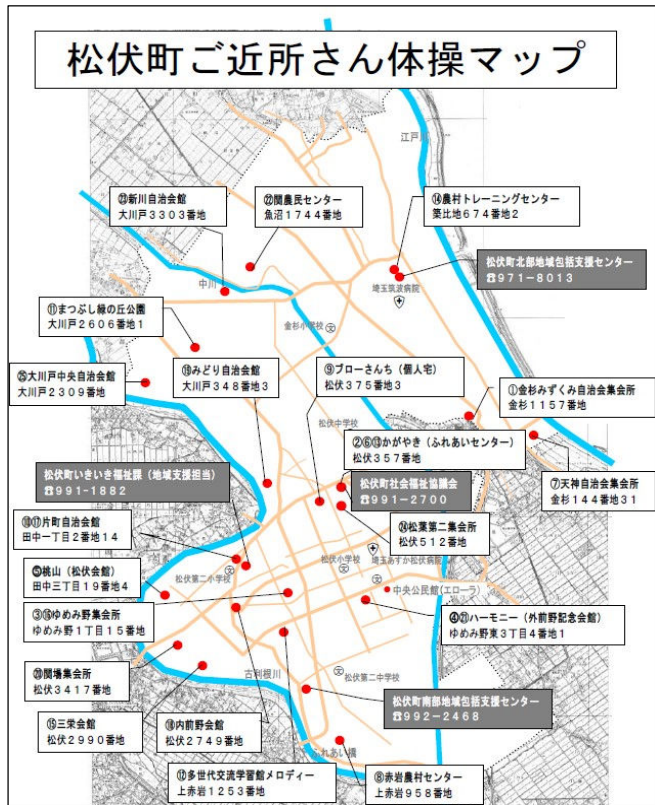 松伏町ご近所さん体操マップ
江戸川
㉓新川自治会館
大川戸3303番地
㉒関農民センター
魚沼1744番地
⑭農村トレーニングセンター
築比地674番地2
松伏町北部地域包括支援センター
☎971-8013
中川
埼玉筑波病院
⑪まつぶし緑の丘公園
大川戸2606番地1
金杉小学校
㉕大川戸中央自治会館
大川戸2309番地
⑲みどり自治会館
大川戸348番地3
⑨ブローさんち（個人宅）
松伏375番地3
①金杉みずくみ自治会集会所
金杉1157番地
松伏中学校
②⑥⑬かがやき（ふれあいセンター）
松伏357番地
松伏町いきいき福祉課（地域支援担当）
☎991-1882
松伏町社会福祉協議会
☎991-2700
⑦天神自治会集会所
金杉144番地31
⑩⑰片町自治会館
田中一丁目2番地14
㉔松葉第二集会所
松伏512番地
松伏小学校
埼玉あすか松伏病院
⑤桃山（松伏会館）
田中三丁目19番地4
松伏第二小学校
中央公民館(エローラ)
③⑯ゆめみ野集会所
ゆめみ野1丁目15番地
④㉑ハーモニー（外前野記念会館）
ゆめみ野東3丁目4番地1
⑳関場集会所
松伏3417番地
古利根川
松伏第二中学校
⑮三栄会館
松伏2990番地
⑱内前野会館
松伏2749番地
松伏町南部地域包括支援センター
☎992-2468
ふれあい橋
⑫多世代交流学習館メロディー
上赤岩1253番地
⑧赤岩農村センター
上赤岩958番地